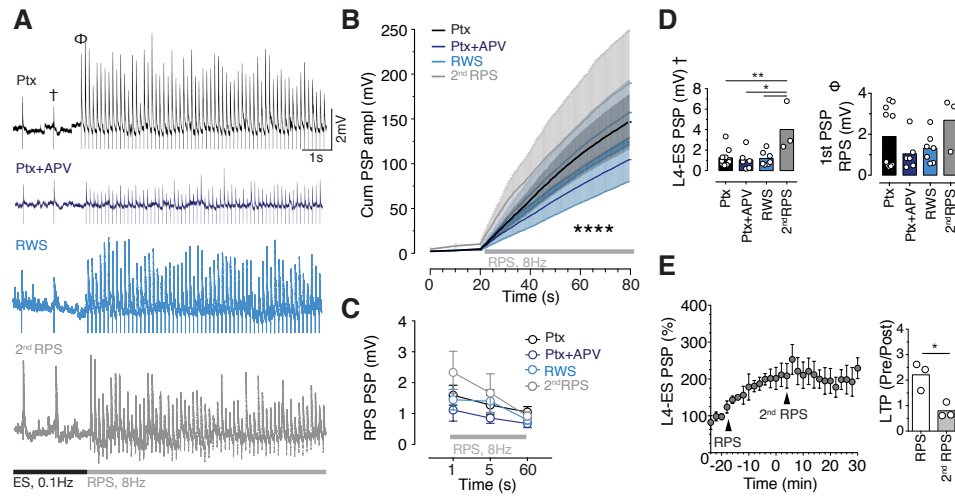 A
Φ
Ptx
†
2mV
1s
Ptx+APV
RWS
2nd RPS
ES, 0.1Hz
RPS, 8Hz
B
Cum PSP ampl (mV)
250
200
150
100
50
0
Ptx
Ptx+APV
RWS
2nd RPS
****
RPS, 8Hz
0 20 40 60 80
Time (s)
C
RPS PSP (mV)
4
3
2
1
0
Ptx
Ptx+APV
RWS
2nd RPS
RPS, 8Hz
1 5 60
Time (s)
D
L4-ES PSP (mV) †
8
6
4
2
0
**
*
Ptx
Ptx+APV
RWS
2nd RPS
1st PSP
RPS (mV)
Φ
4
2
0
Ptx
Ptx+APV
RWS
2nd RPS
E
L4-ES PSP (%)
400
300
200
100
0
RPS
2nd RPS
-20 -10 0 10 20 30
Time (min)
LTP (Pre/Post)
4
3
2
1
0
*
RPS
2nd RPS